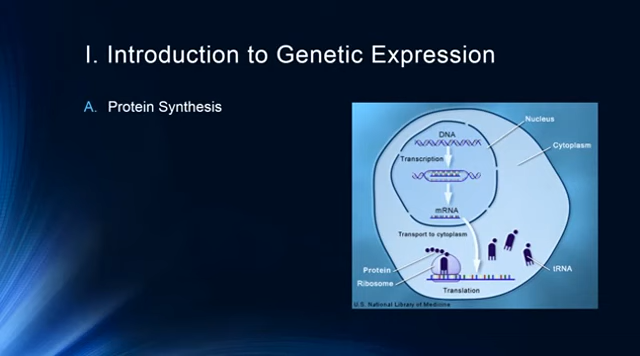 I. Introduction to Genetic Expression
A. Protein Synthesis
Nucleus
DNA
Cytoplasm
Transcription
mRNA
Transport to cytoplasm
Protein
tRNA
Ribosome
Translation
U.S. National Library of Medicine